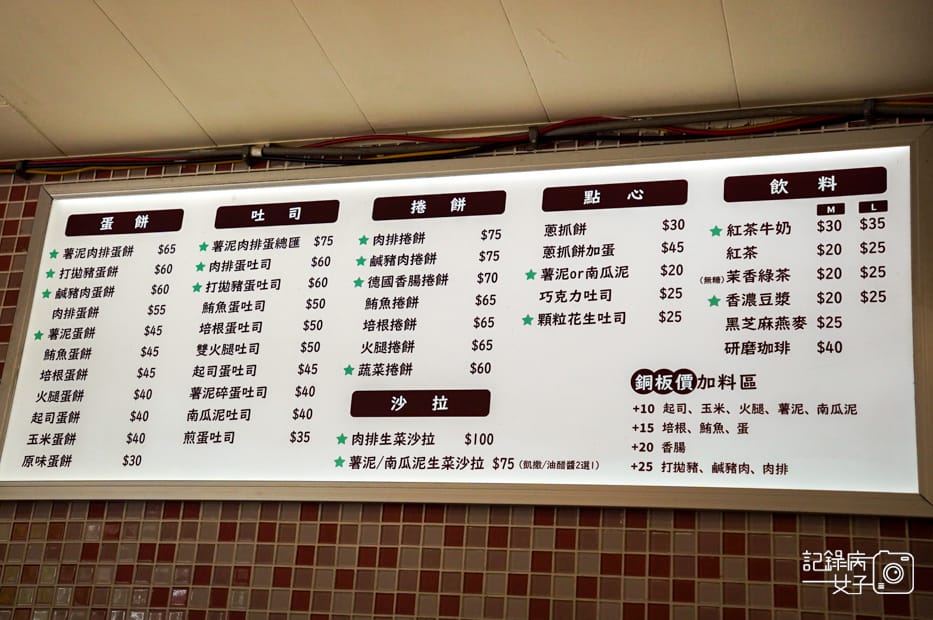 蛋餅
★薯泥肉排蛋餅 $65
★打拋豬蛋餅 $60
★鹹豬肉蛋餅 $60
肉排蛋餅 $55
★薯泥蛋餅 $45
鮪魚蛋餅 $45
培根蛋餅 $45
火腿蛋餅 $40
起司蛋餅 $40
玉米蛋餅 $40
原味蛋餅 $30
吐司
★薯泥肉排蛋總匯 $75
★肉排蛋吐司 $60
★打拋豬蛋吐司 $60
鮪魚蛋吐司 $50
培根蛋吐司 $50
雙火腿吐司 $50
起司蛋吐司 $45
薯泥碎蛋吐司 $40
南瓜泥吐司 $40
煎蛋吐司 $35
捲餅
★肉排捲餅 $75
★鹹豬肉捲餅 $75
★德國香腸捲餅 $70
鮪魚捲餅 $65
培根捲餅 $65
火腿捲餅 $65
★蔬菜捲餅 $60
沙拉
★肉排生菜沙拉 $100
★薯泥/南瓜泥生菜沙拉 $75 (凱撒/油醋醬2選1)
點心
蔥抓餅 $30
蔥抓餅加蛋 $45
★薯泥or南瓜泥 $20
巧克力吐司 $25
★顆粒花生吐司 $25
飲料
M L
★紅茶牛奶 $30 $35
紅茶 $20 $25
(無糖)茉香綠茶 $20 $25
★香濃豆漿 $20 $25
黑芝麻燕麥 $25
研磨咖啡 $40
銅板價加料區
+10 起司、玉米、火腿、薯泥、南瓜泥
+15 培根、鮪魚、蛋
+20 香腸
+25 打拋豬、鹹豬肉、肉排
記錄病
女子